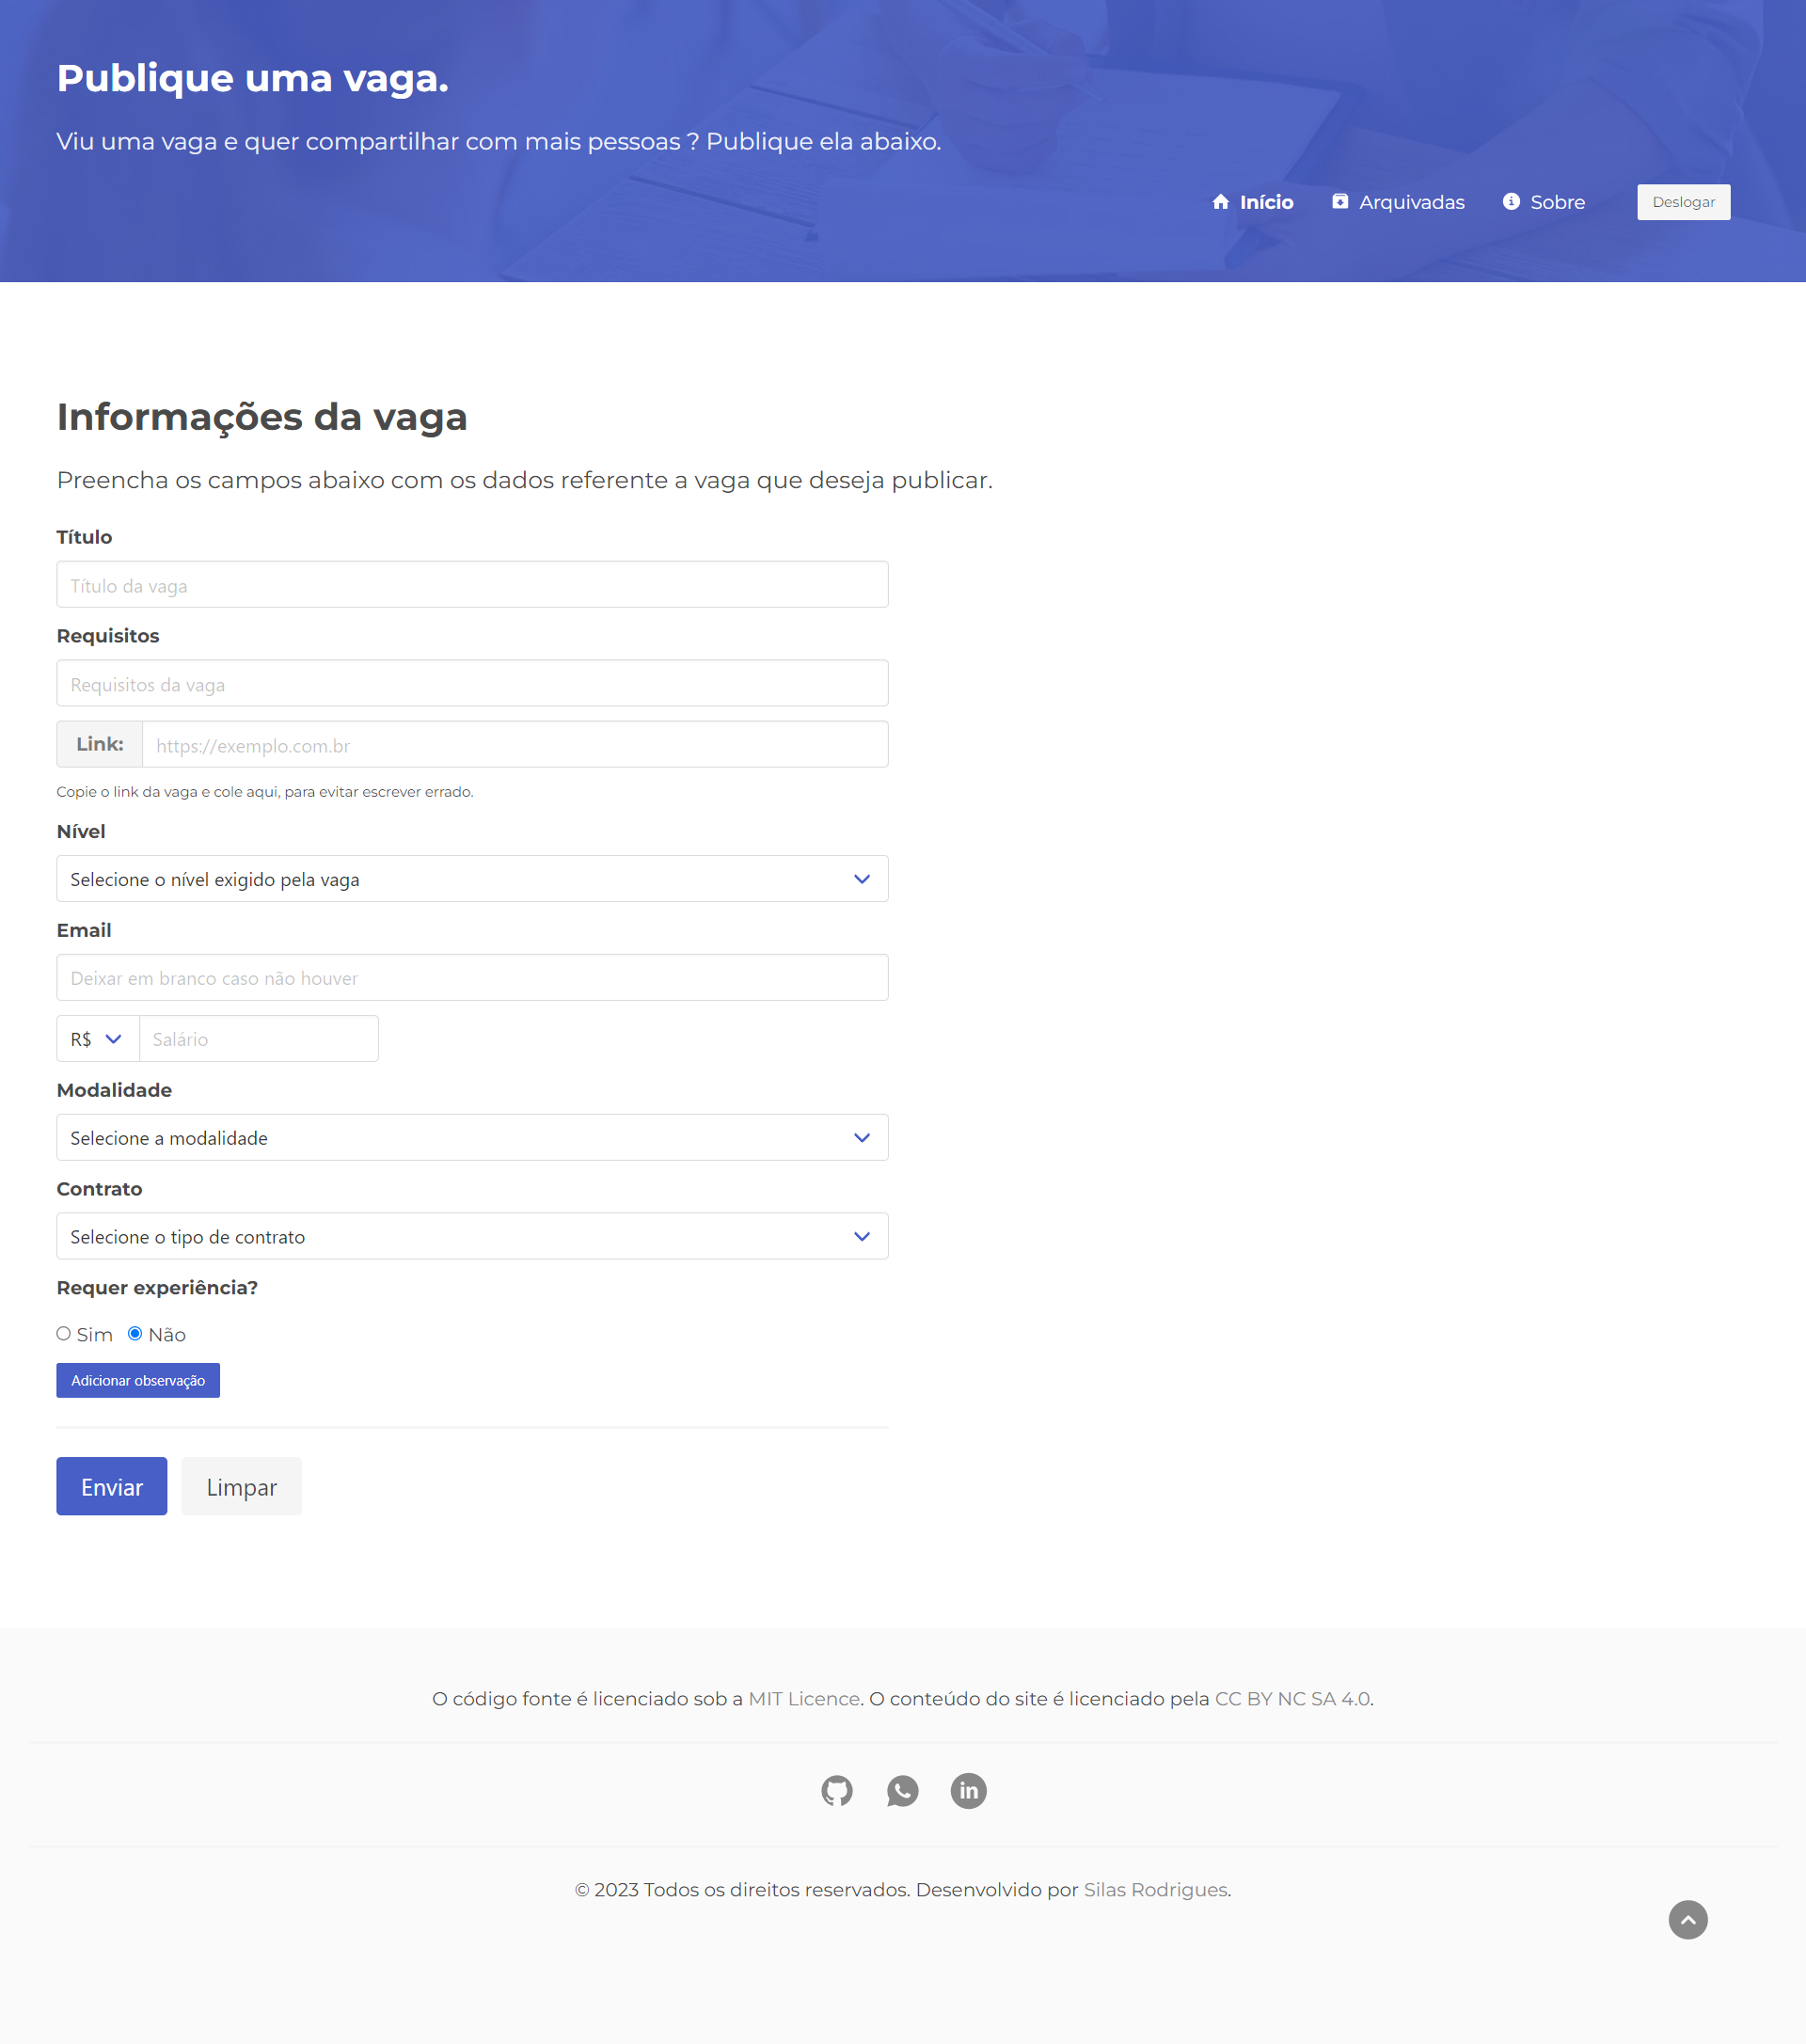 Publique uma vaga.
Viu uma vaga e quer compartilhar com mais pessoas ? Publique ela abaixo.
Início Arquivadas Sobre Deslogar
Informações da vaga
Preencha os campos abaixo com os dados referente a vaga que deseja publicar.
Título
Título da vaga
Requisitos
Requisitos da vaga
Link: https://exemplo.com.br
Copie o link da vaga e cole aqui, para evitar escrever errado.
Nível
Selecione o nível exigido pela vaga
Email
Deixar em branco caso não houver
R$ Salário
Modalidade
Selecione a modalidade
Contrato
Selecione o tipo de contrato
Requer experiência?
Sim Não
Adicionar observação
Enviar Limpar
O código fonte é licenciado sob a MIT Licence. O conteúdo do site é licenciado pela CC BY NC SA 4.0.
in
© 2023 Todos os direitos reservados. Desenvolvido por Silas Rodrigues.